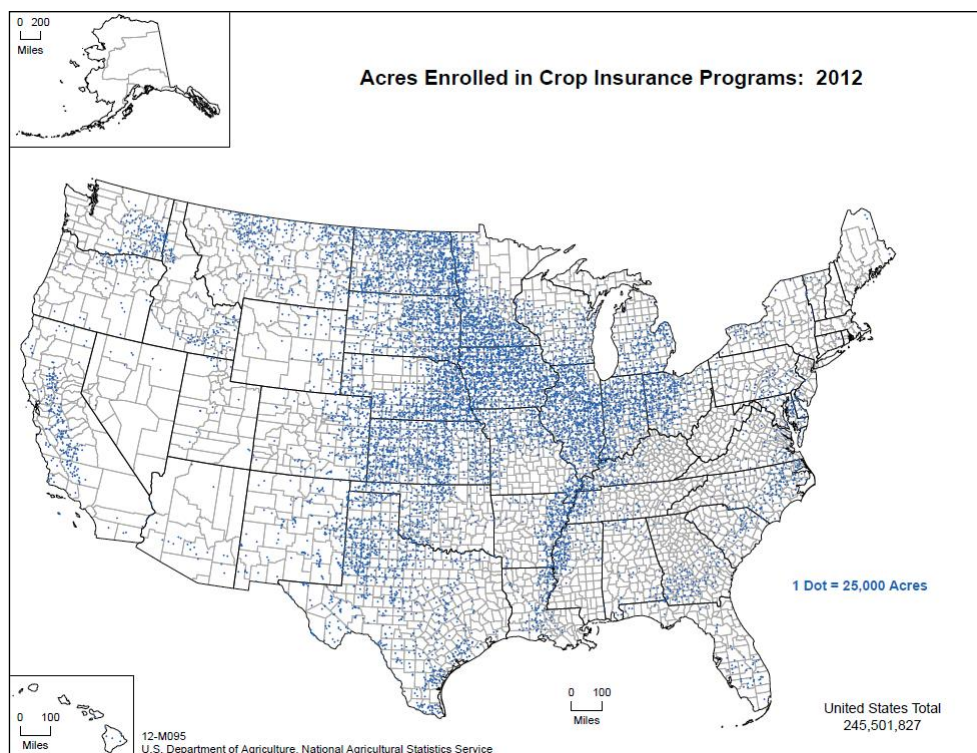 0 200
Miles
Acres Enrolled in Crop Insurance Programs: 2012
1 Dot = 25,000 Acres
0 100
Miles
0 100
Miles
United States Total
245,501,827
12-M095
U.S. Department of Agriculture, National Agricultural Statistics Service